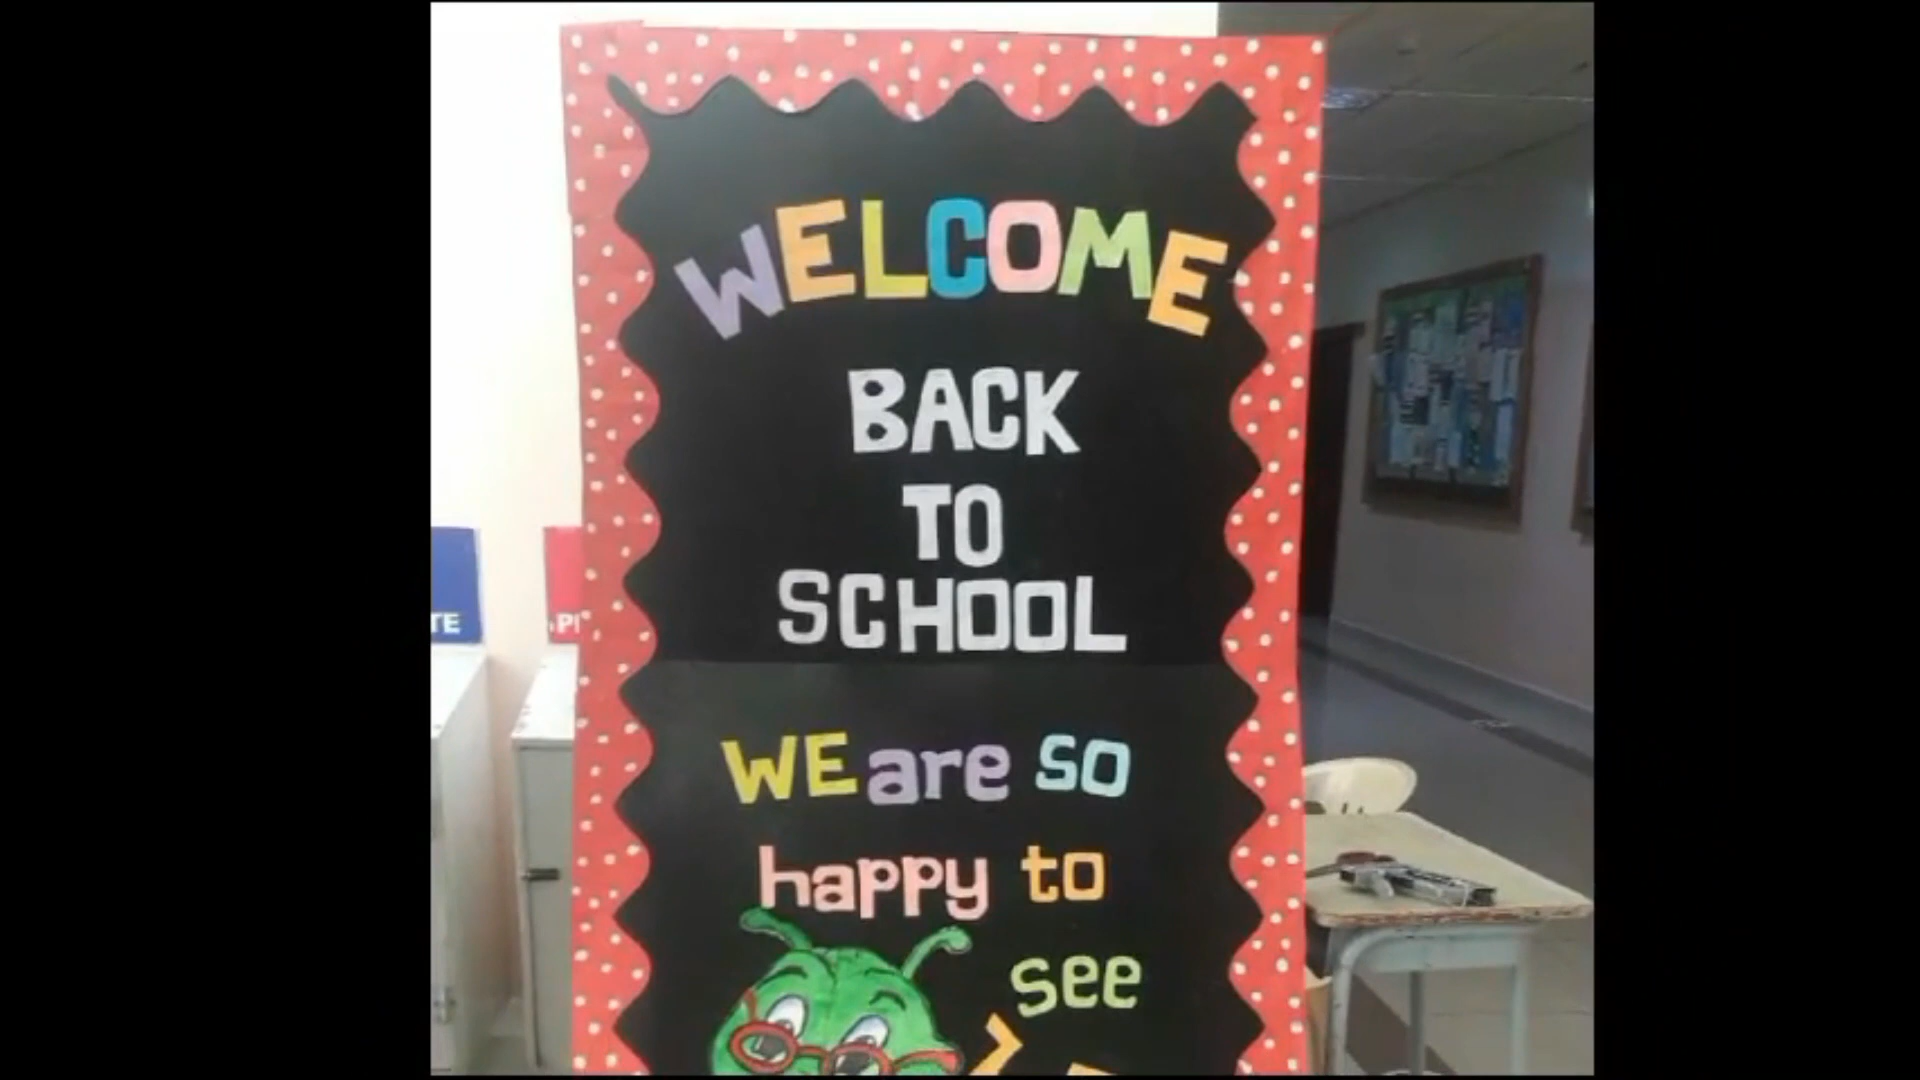 WELCOME
BACK
TO
SCHOOL
WE are so
happy to
see
TE